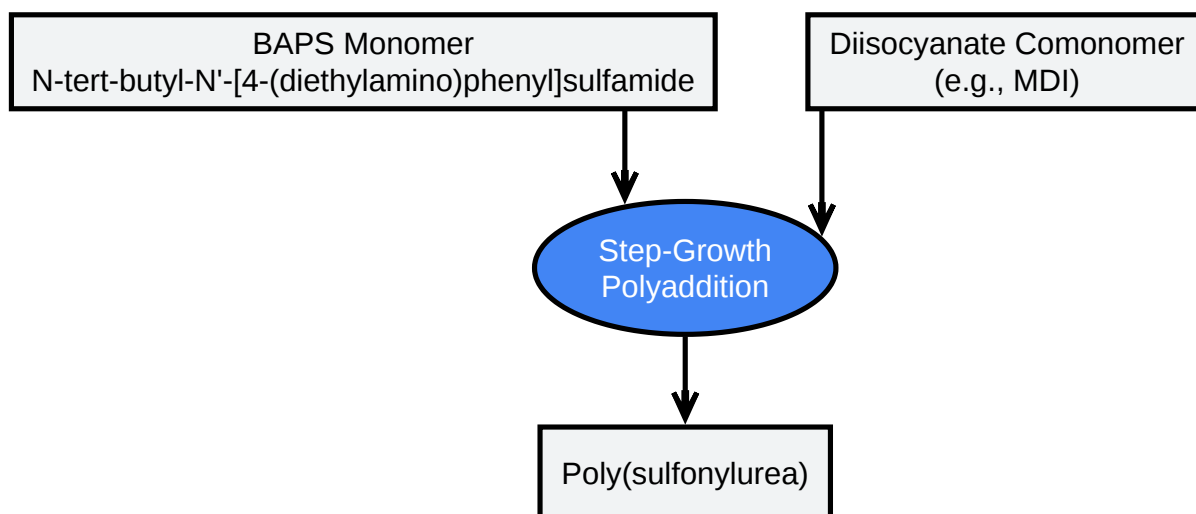 BAPS Monomer
N-tert-butyl-N'-[4-(diethylamino)phenyl]sulfamide
Diisocyanate Comonomer
(e.g., MDI)
Step-Growth
Polyaddition
Poly(sulfonylurea)